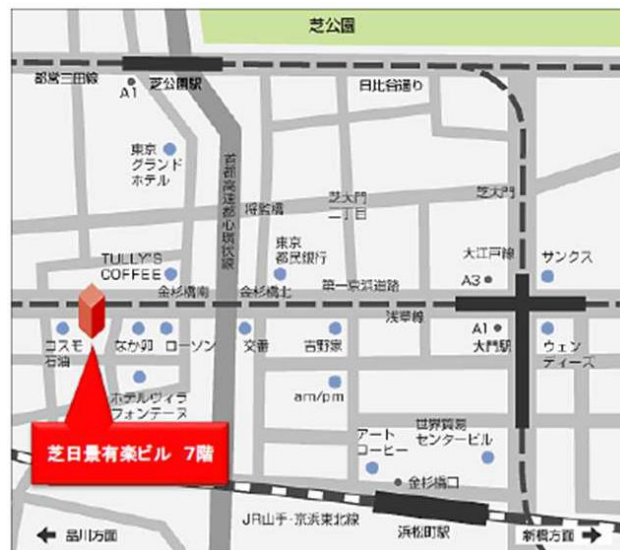 芝公園
都営三田線
芝公園駅
A1
日比谷通り
東京
グランド
ホテル
首都高速都心環状線
将監橋
芝大門
二丁目
芝大門
TULLY'S
COFFEE
東京
都民銀行
大江戸線
サンクス
金杉橋南
金杉橋北
第一京浜道路
A3
浅草線
コスモ
石油
なか卯
ローソン
交番
吉野家
A1
大門駅
ウェン
ディーズ
ホテルヴィラ
フォンテーヌ
am/pm
芝日景有楽ビル 7階
アート
コーヒー
世界貿易
センタービル
金杉橋口
JR山手・京浜東北線
浜松町駅
← 品川方面
新橋方面 →